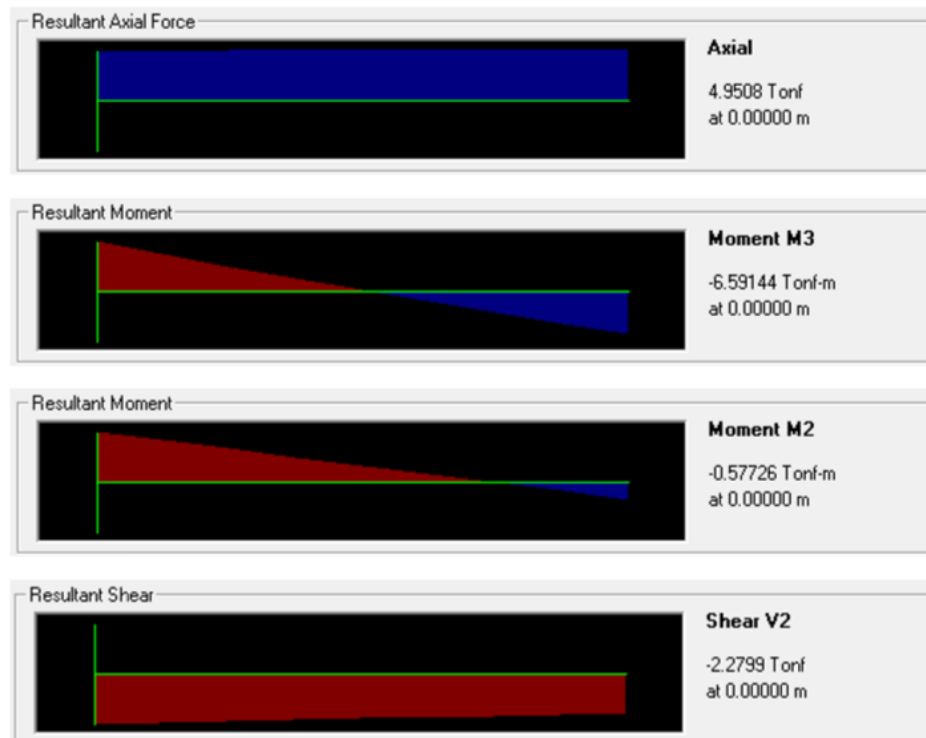 Resultant Axial Force
Axial
4.9508 Tonf
at 0.00000 m
Resultant Moment
Moment M3
-6.59144 Tonf-m
at 0.00000 m
Resultant Moment
Moment M2
-0.57726 Tonf-m
at 0.00000 m
Resultant Shear
Shear V2
-2.2799 Tonf
at 0.00000 m